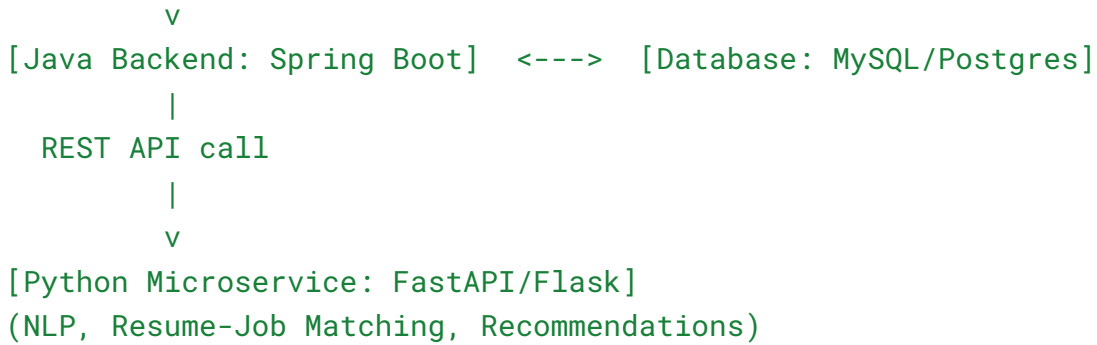 v
[Java Backend: Spring Boot]  <--->  [Database: MySQL/Postgres]
|
REST API call
|
v
[Python Microservice: FastAPI/Flask]
(NLP, Resume-Job Matching, Recommendations)